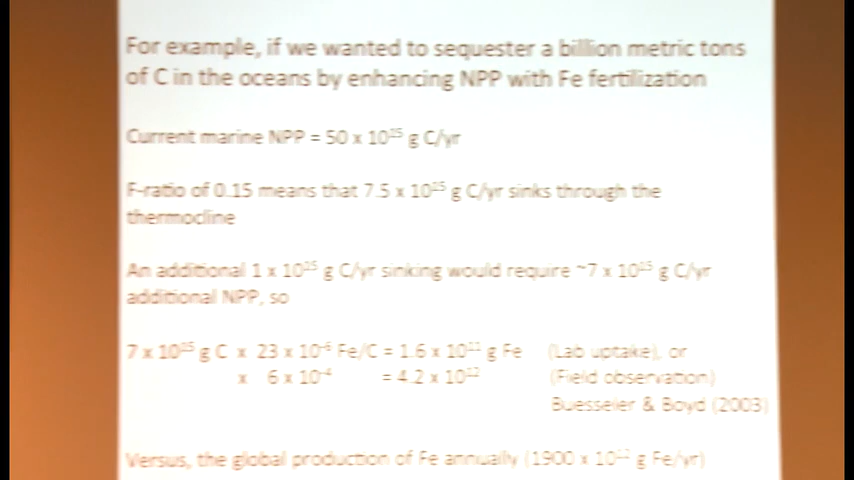 For example, if we wanted to sequester a billion metric tons
of C in the oceans by enhancing NPP with Fe fertilization
Current marine NPP = 50 x 10¹⁵ g C/yr
F-ratio of 0.15 means that 7.5 x 10¹⁵ g C/yr sinks through the
thermocline
An additional 1 x 10¹⁵ g C/yr sinking would require ~7 x 10¹⁵ g C/yr
additional NPP, so
7 x 10¹⁵ g C x 23 x 10⁻⁶ Fe/C = 1.6 x 10¹¹ g Fe (Lab uptake), or
x 6 x 10⁻⁴ = 4.2 x 10¹² (Field observation)
Buesseler & Boyd (2003)
Versus, the global production of Fe annually (1900 x 10¹² g Fe/yr)